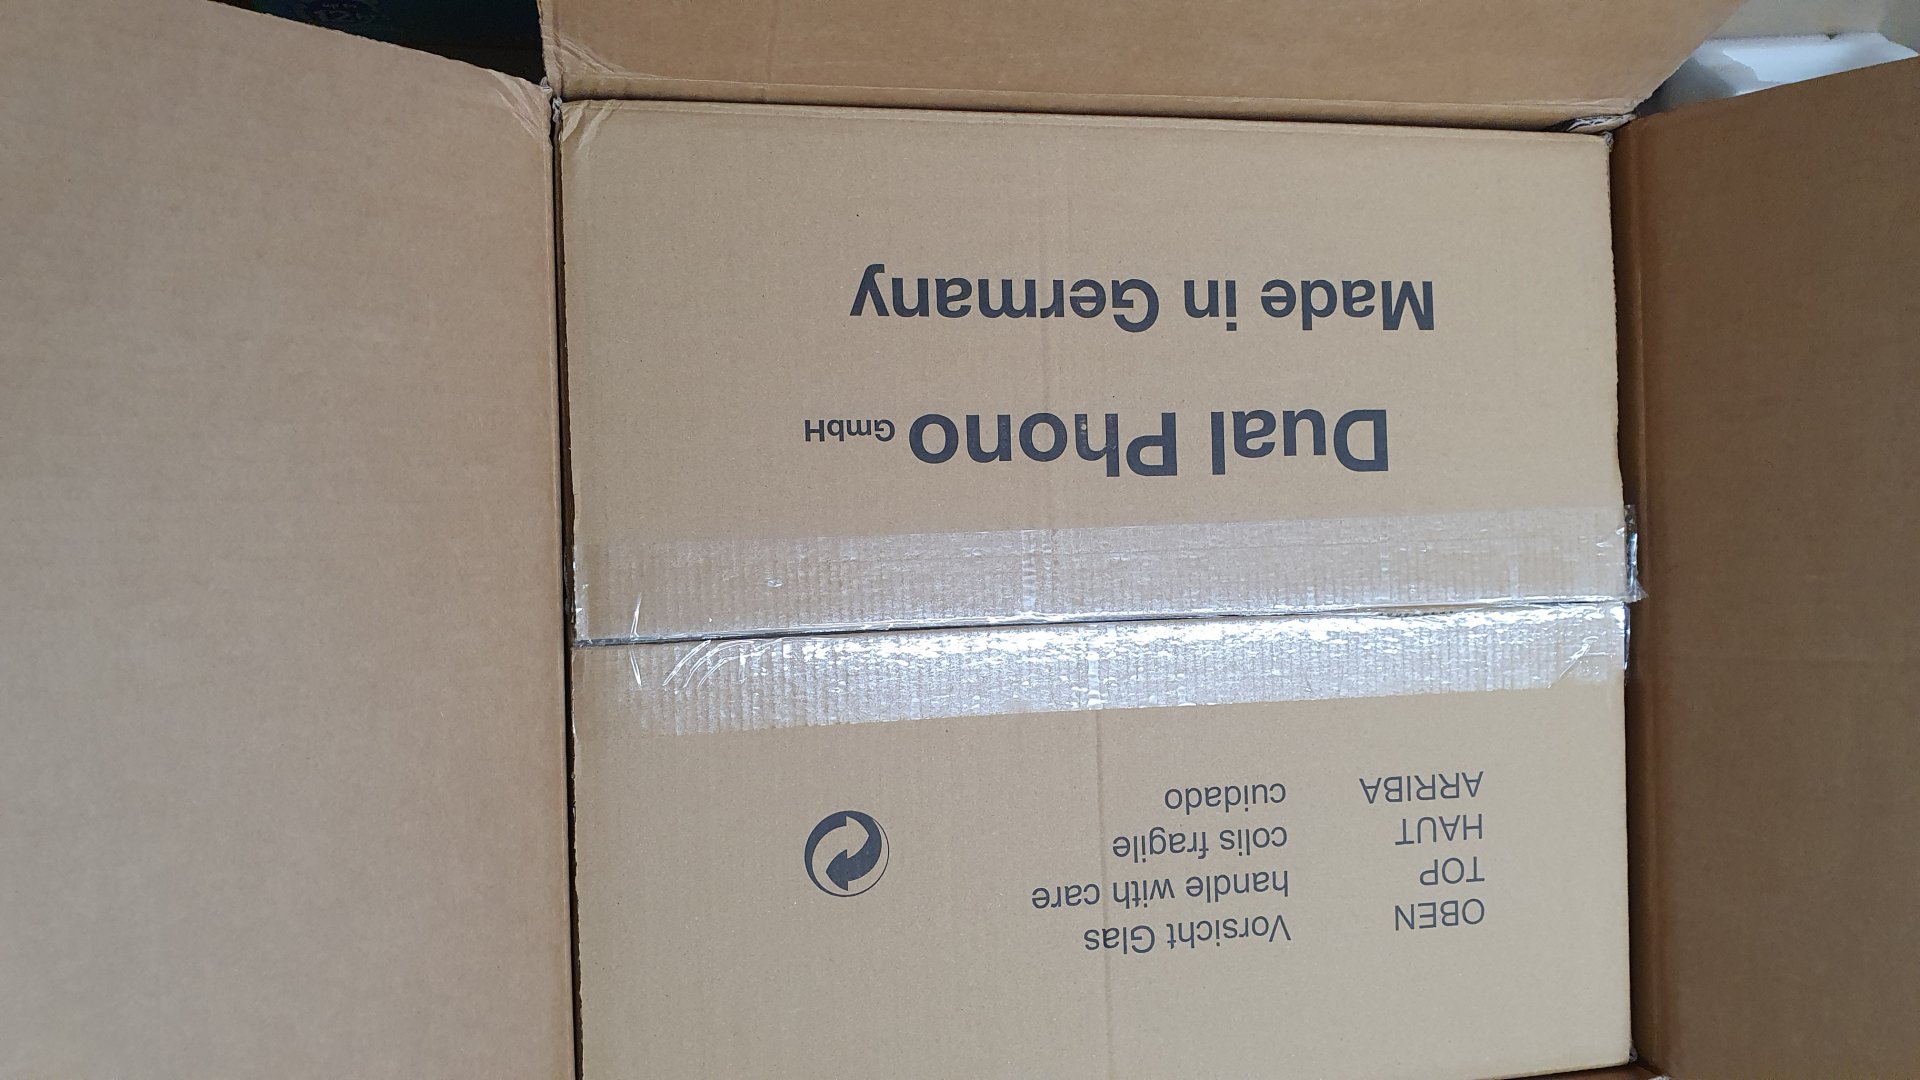 OBEN Vorsicht Glas
TOP handle with care
HAUT colis fragile
ARRIBA cuidado
Dual Phono GmbH
Made in Germany